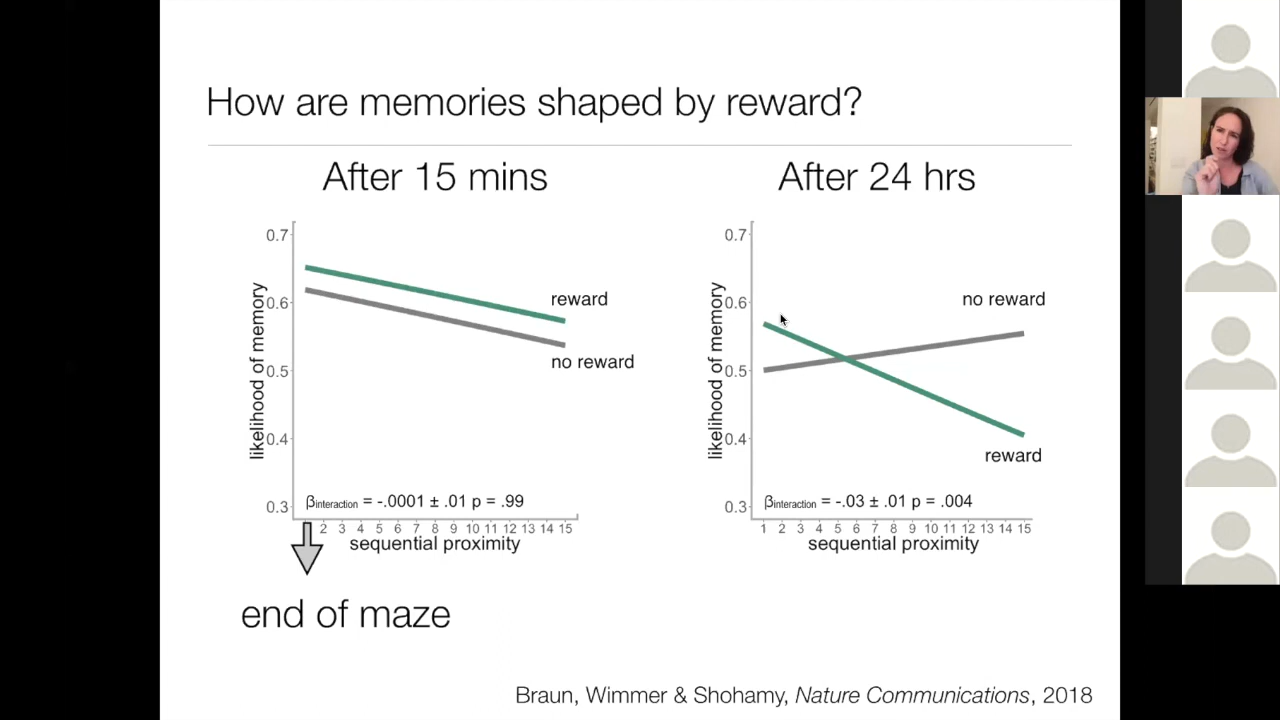 How are memories shaped by reward?
After 15 mins
0.7
0.6
0.5
0.4
0.3
likelihood of memory
reward
no reward
βinteraction = -.0001 ± .01 p = .99
2 3 4 5 6 7 8 9 10 11 12 13 14 15
sequential proximity
end of maze
After 24 hrs
0.7
0.6
0.5
0.4
0.3
likelihood of memory
no reward
reward
βinteraction = -.03 ± .01 p = .004
1 2 3 4 5 6 7 8 9 10 11 12 13 14 15
sequential proximity
Braun, Wimmer & Shohamy, Nature Communications, 2018